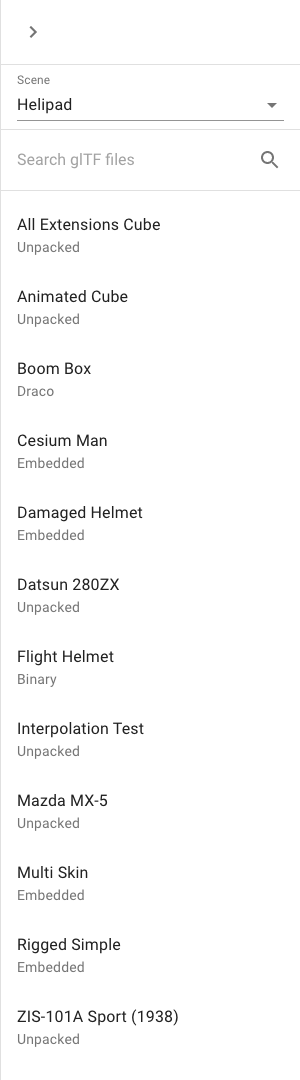 Scene
Helipad
Search glTF files
All Extensions Cube
Unpacked
Animated Cube
Unpacked
Boom Box
Draco
Cesium Man
Embedded
Damaged Helmet
Embedded
Datsun 280ZX
Unpacked
Flight Helmet
Binary
Interpolation Test
Unpacked
Mazda MX-5
Unpacked
Multi Skin
Embedded
Rigged Simple
Embedded
ZIS-101A Sport (1938)
Unpacked